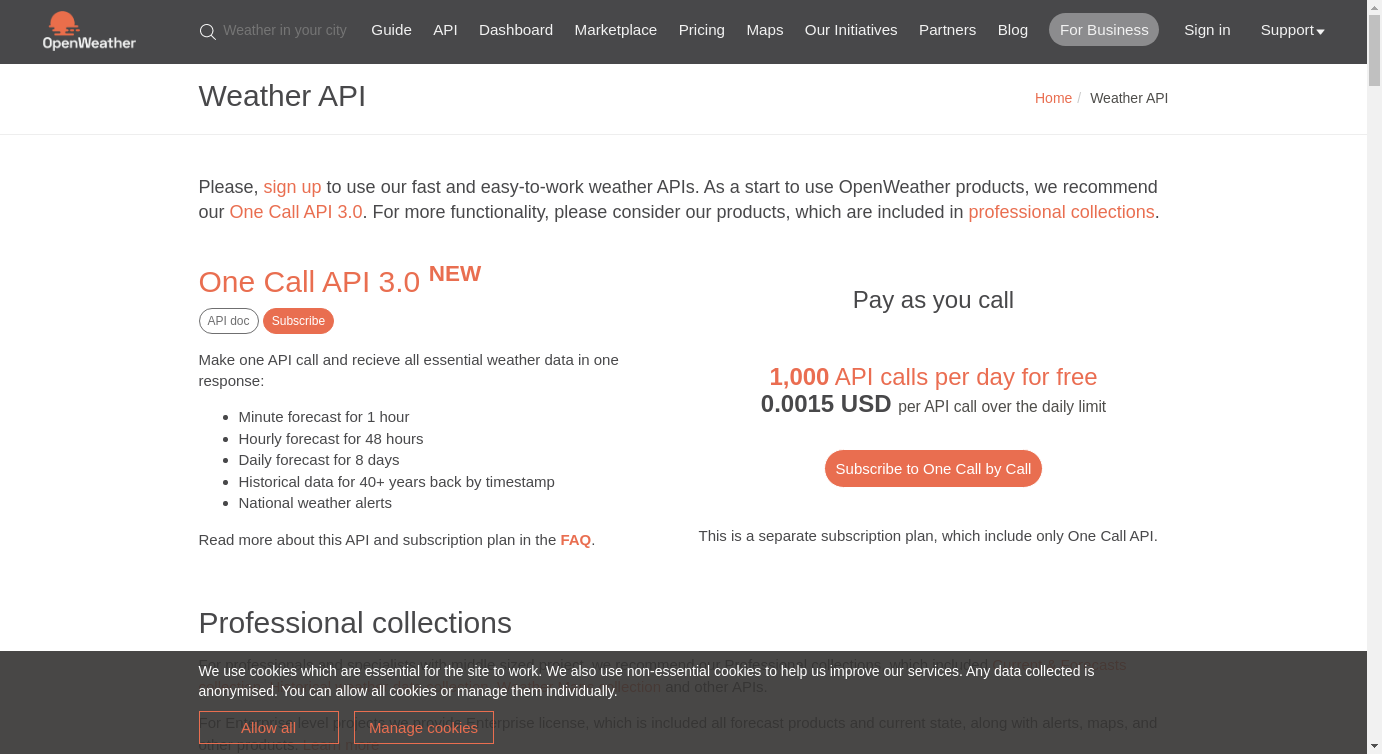 OpenWeather
Weather in your city
Guide
API
Dashboard
Marketplace
Pricing
Maps
Our Initiatives
Partners
Blog
For Business
Sign in
Support
Weather API
Home / Weather API
Please, sign up to use our fast and easy-to-work weather APIs. As a start to use OpenWeather products, we recommend
our One Call API 3.0. For more functionality, please consider our products, which are included in professional collections.
One Call API 3.0 NEW
API doc
Subscribe
Make one API call and recieve all essential weather data in one
response:
Minute forecast for 1 hour
Hourly forecast for 48 hours
Daily forecast for 8 days
Historical data for 40+ years back by timestamp
National weather alerts
Read more about this API and subscription plan in the FAQ.
Pay as you call
1,000 API calls per day for free
0.0015 USD per API call over the daily limit
Subscribe to One Call by Call
This is a separate subscription plan, which include only One Call API.
Professional collections
We use cookies which are essential for the site to work. We also use non-essential cookies to help us improve our services. Any data collected is
anonymised. You can allow all cookies or manage them individually.
and other APIs.
For Enterprise level projects we provide Enterprise license, which is included all forecast products and current state, along with alerts, maps, and
other products. Learn more
Allow all
Manage cookies